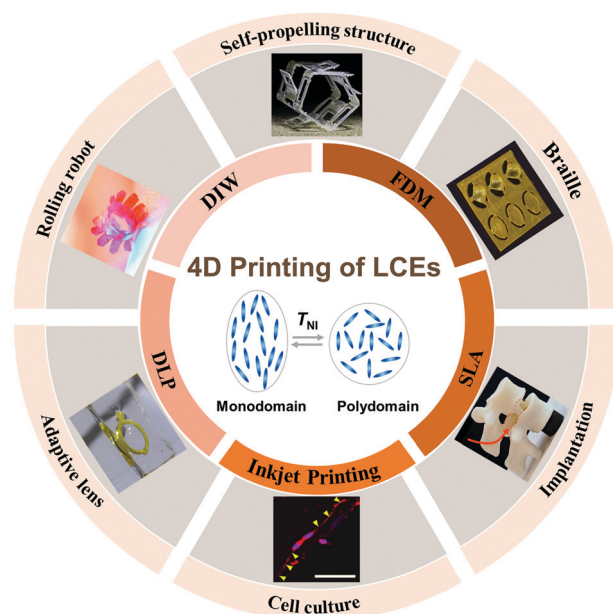 Self-propelling structure
Rolling robot
Braille
DIW
FDM
4D Printing of LCEs
TNI
Monodomain
Polydomain
DLP
SLA
Inkjet Printing
Adaptive lens
Implantation
Cell culture